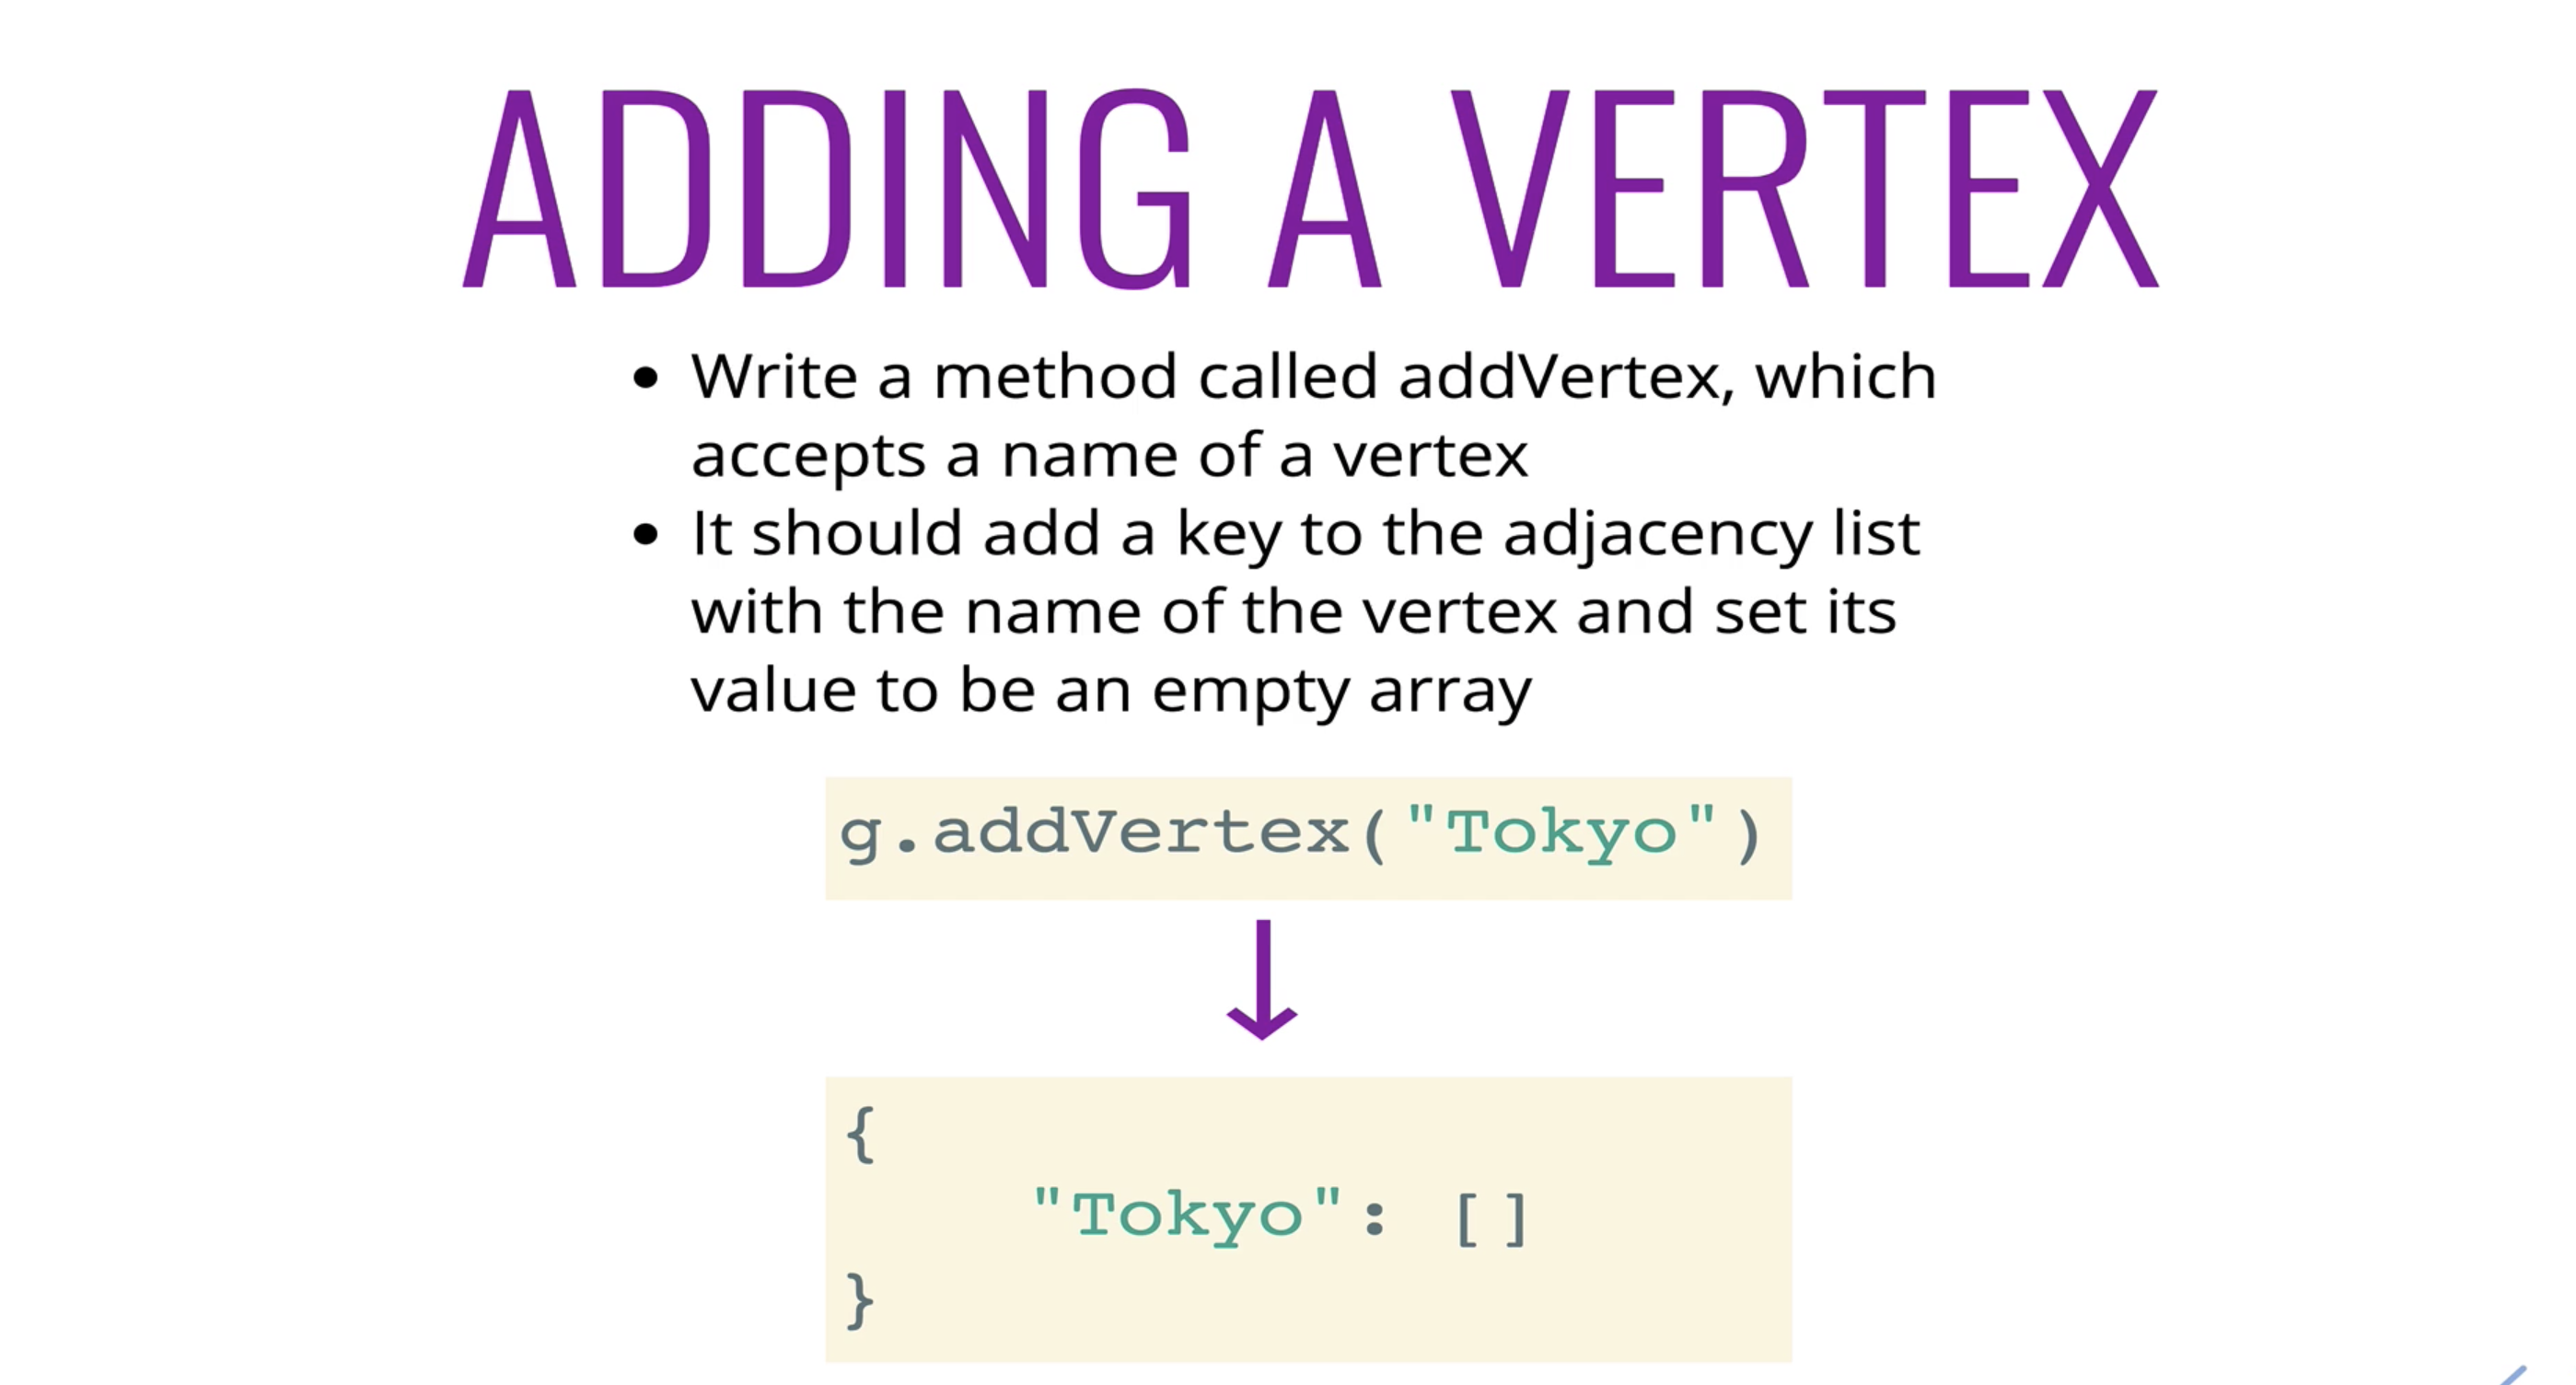 ADDING A VERTEX
• Write a method called addVertex, which
accepts a name of a vertex
• It should add a key to the adjacency list
with the name of the vertex and set its
value to be an empty array
g.addVertex("Tokyo")
{
"Tokyo": []
}